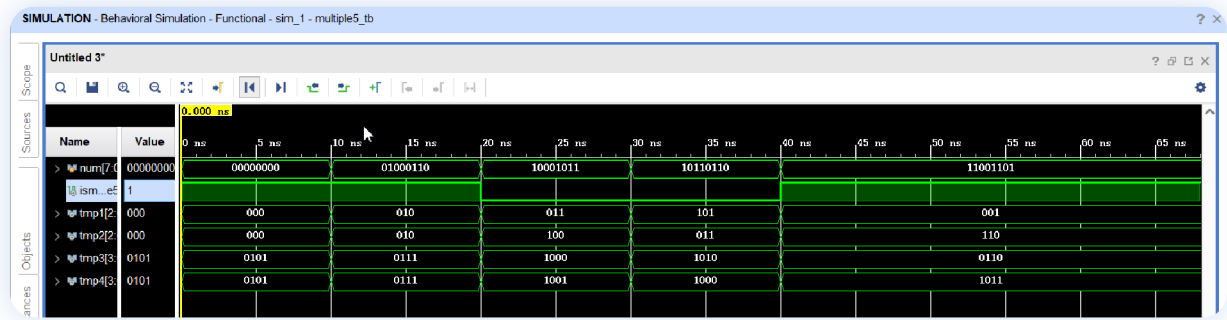 SIMULATION - Behavioral Simulation - Functional - sim_1 - multiple5_tb ? ×
Untitled 3*
Scope
Sources
Objects
0.000 ns
Name Value 0 ns 5 ns 10 ns 15 ns 20 ns 25 ns 30 ns 35 ns 40 ns 45 ns 50 ns 55 ns 60 ns 65 ns
num[7:0 00000000 00000000 01000110 10001011 10110110 11001101
ism...e5 1
tmp1[2: 000 000 010 011 101 001
tmp2[2: 000 000 010 100 011 110
tmp3[3: 0101 0101 0111 1000 1010 0110
tmp4[3: 0101 0101 0111 1001 1000 1011